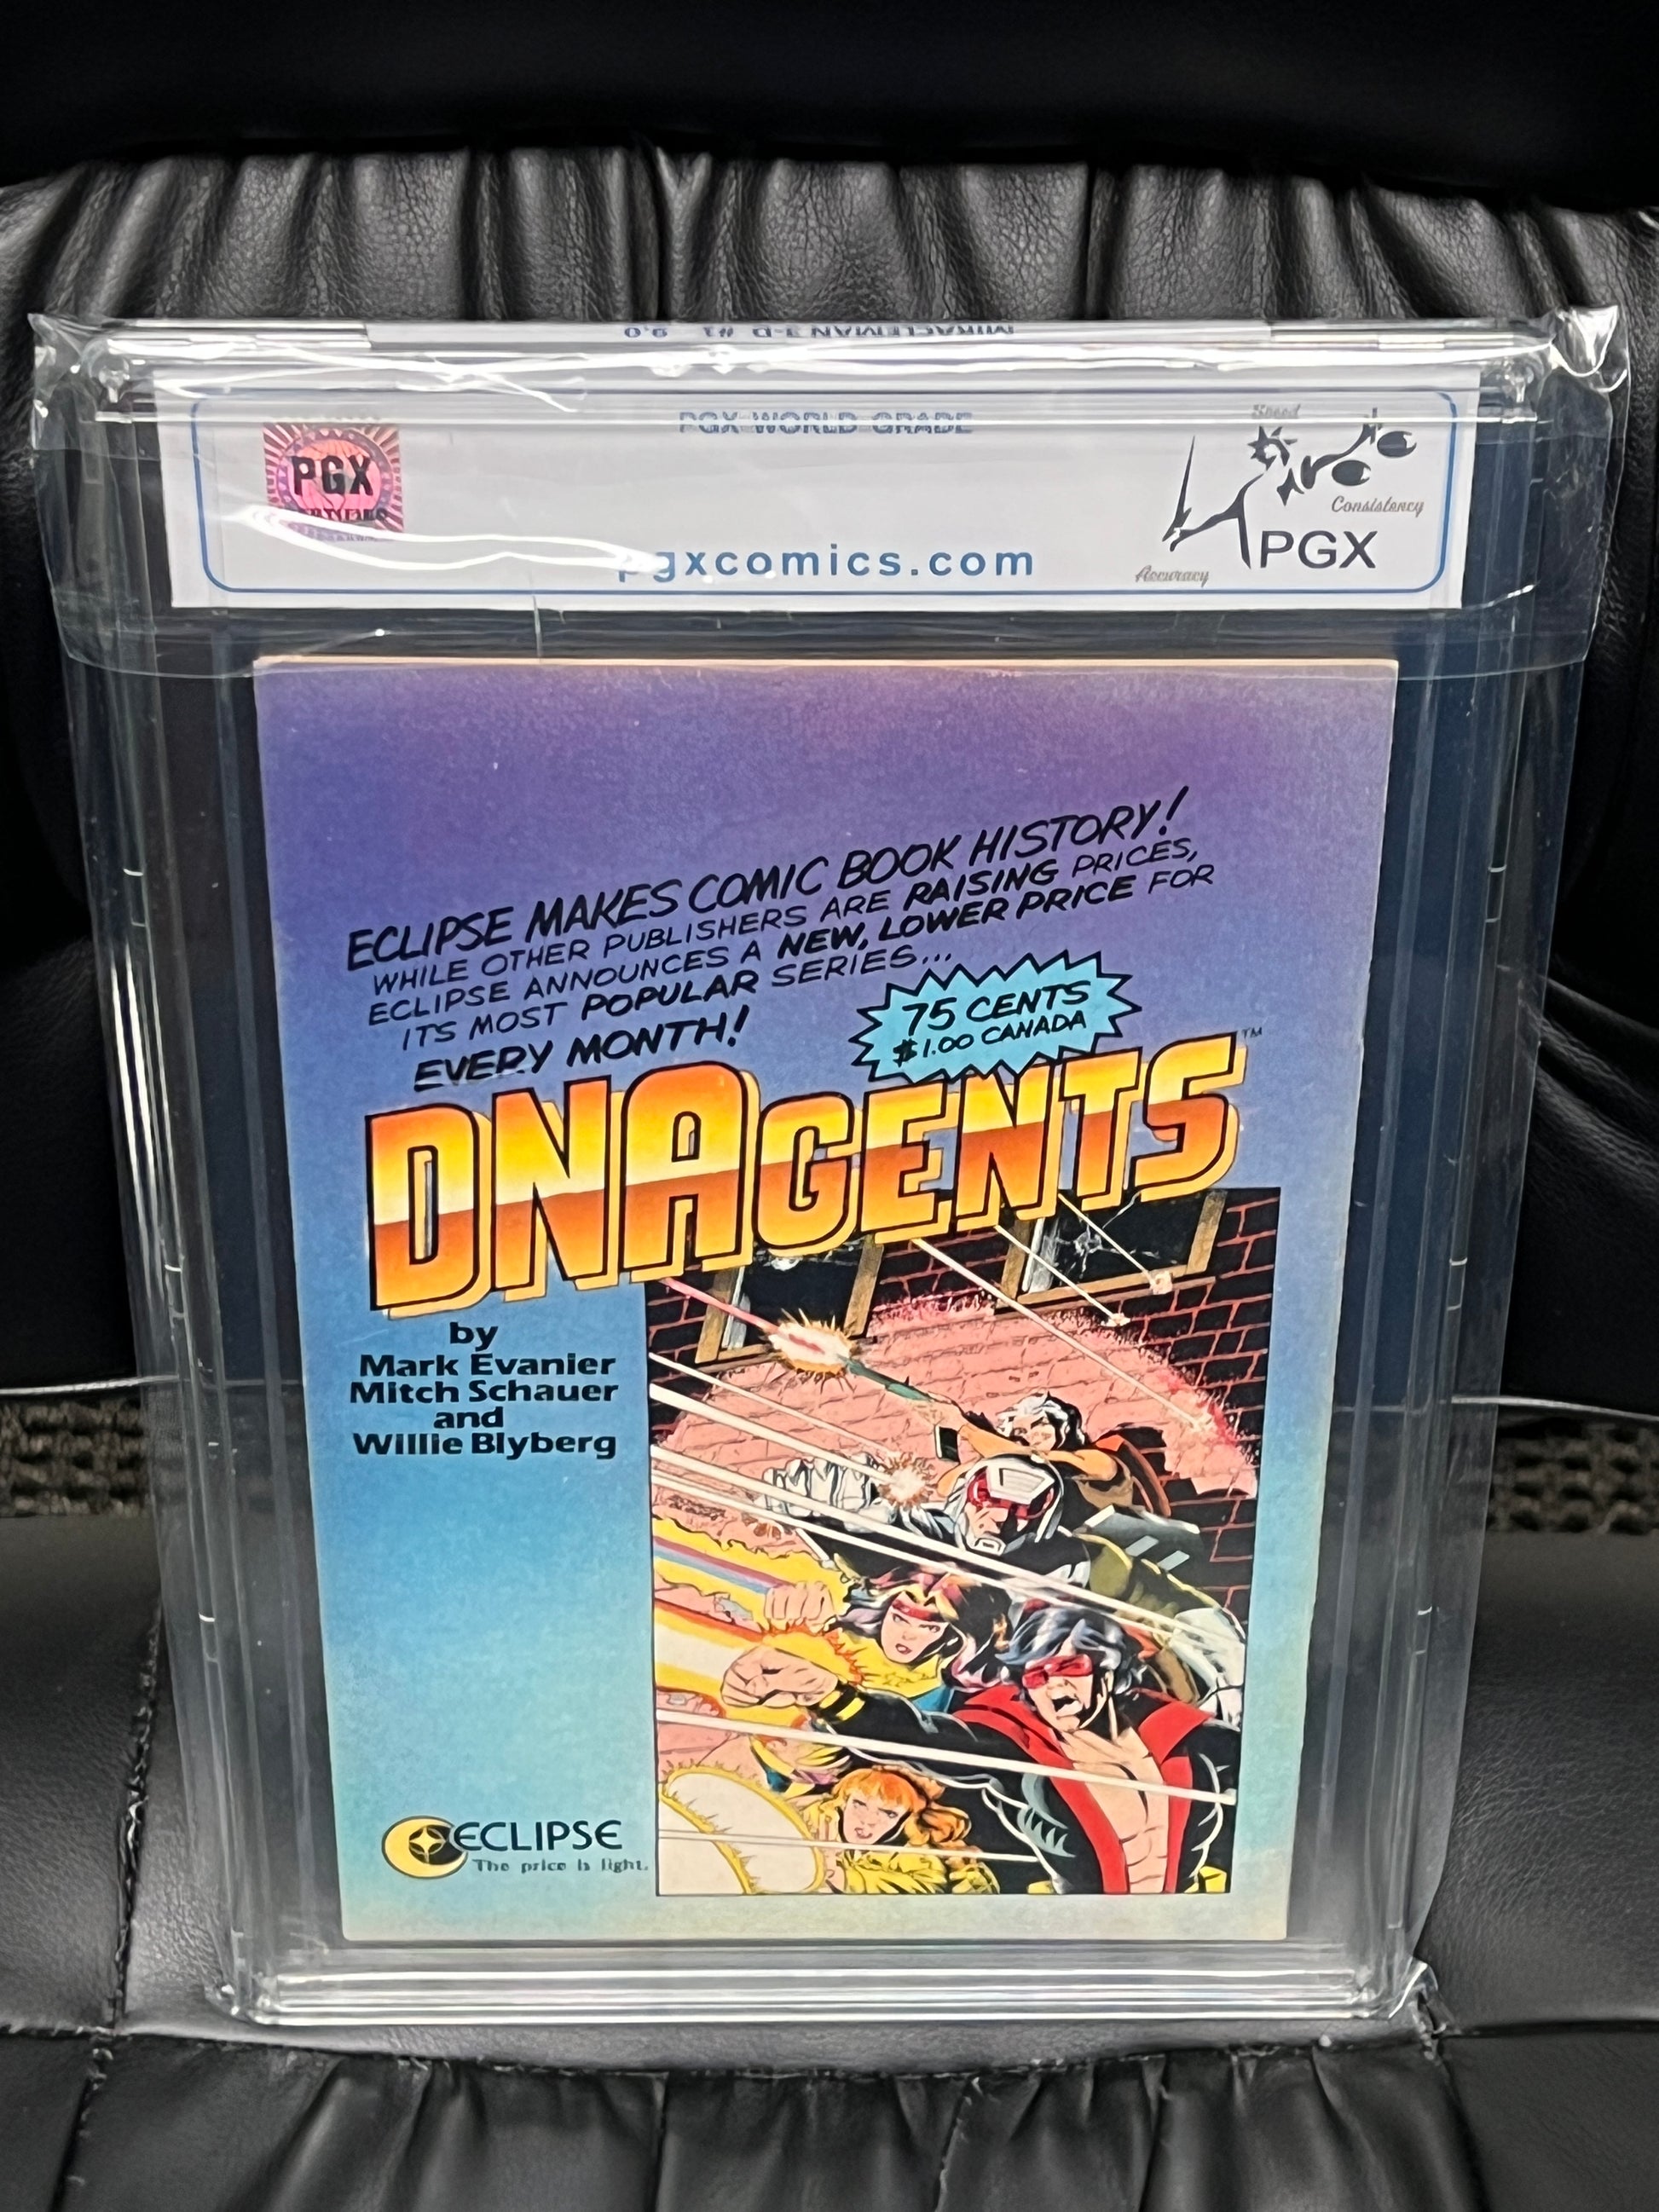 MIRACLEMAN 3-D #1 9.0
PGX WORLD GRADE
PGX
CERTIFIED
Speed
Consistency
Accuracy
PGX
pgxcomics.com
ECLIPSE MAKES COMIC BOOK HISTORY!
WHILE OTHER PUBLISHERS ARE RAISING PRICES,
ECLIPSE ANNOUNCES A NEW, LOWER PRICE FOR
ITS MOST POPULAR SERIES...
EVERY MONTH!
75 CENTS
$1.00 CANADA
DNAGENTS™
by
Mark Evanier
Mitch Schauer
and
Willie Blyberg
ECLIPSE
The price is light.